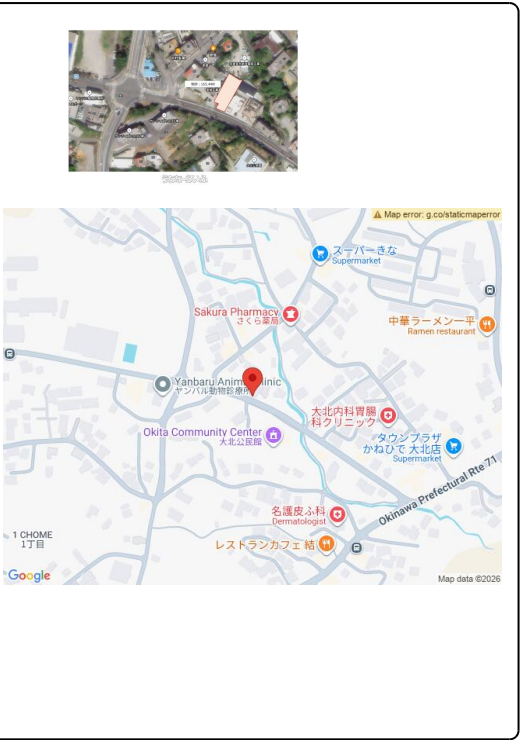 Map error: g.co/staticmaperror
スーパーきな
Supermarket
Sakura Pharmacy
さくら薬局
中華ラーメン一平
Ramen restaurant
Yanbaru Animal Clinic
ヤンバル動物診療所
大北内科胃腸
科クリニック
Okita Community Center
大北公民館
タウンプラザ
かねひで 大北店
Supermarket
Okinawa Prefectural Rte 71
名護皮ふ科
Dermatologist
1 CHOME
1丁目
レストランカフェ 結
Google
Map data ©2026